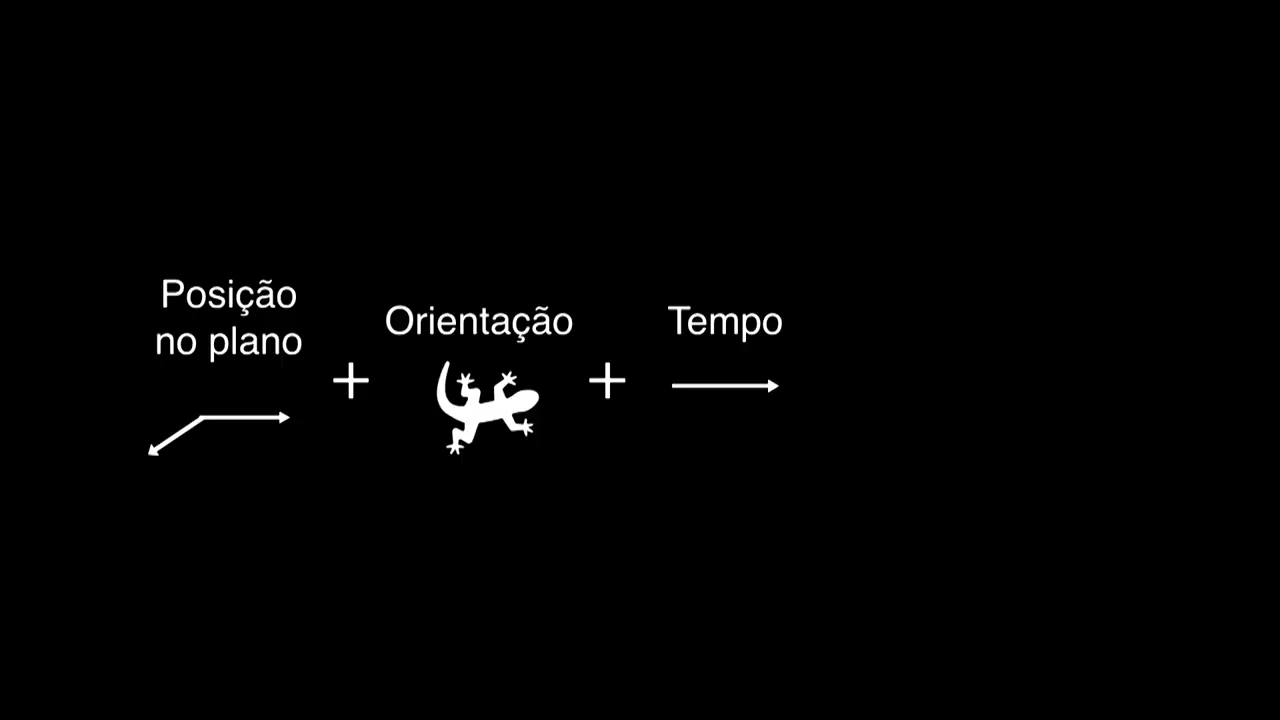 Posição
no plano
+
Orientação
+
Tempo